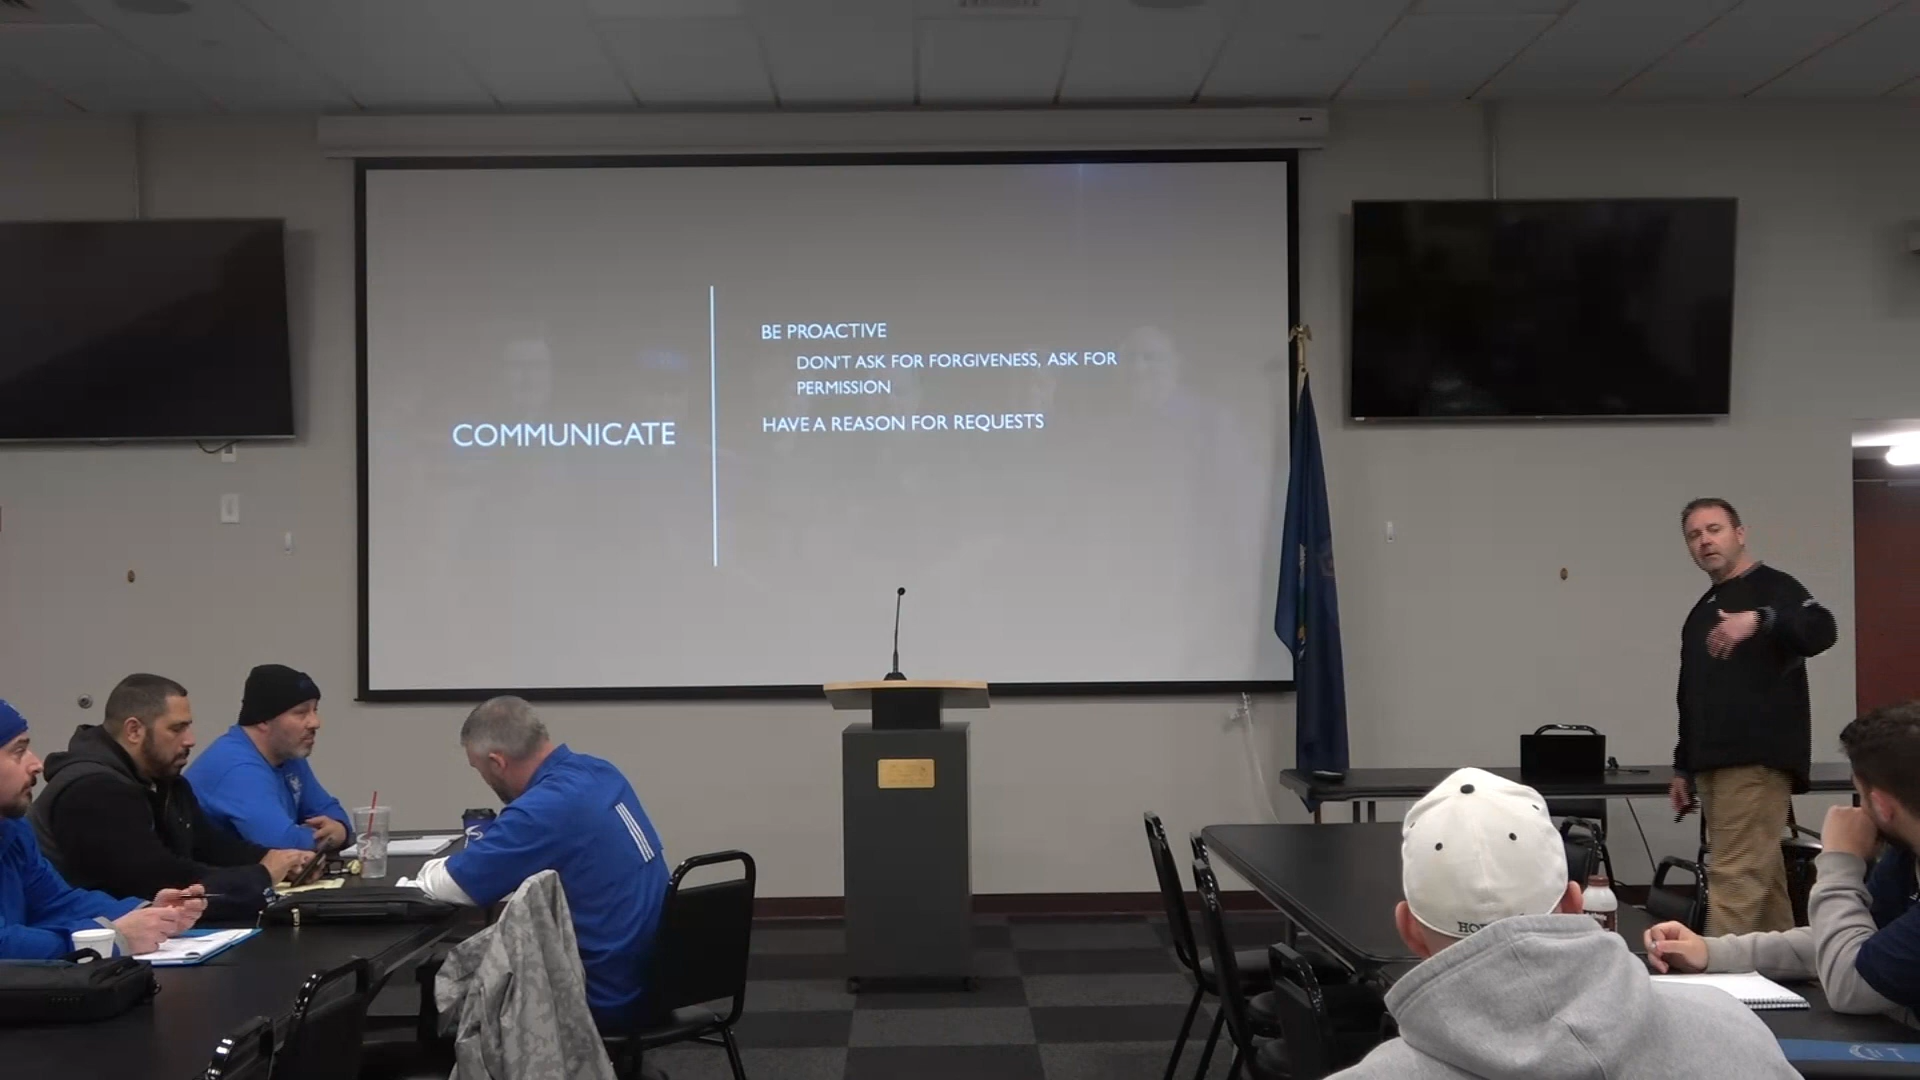 COMMUNICATE
BE PROACTIVE
DON'T ASK FOR FORGIVENESS, ASK FOR
PERMISSION
HAVE A REASON FOR REQUESTS